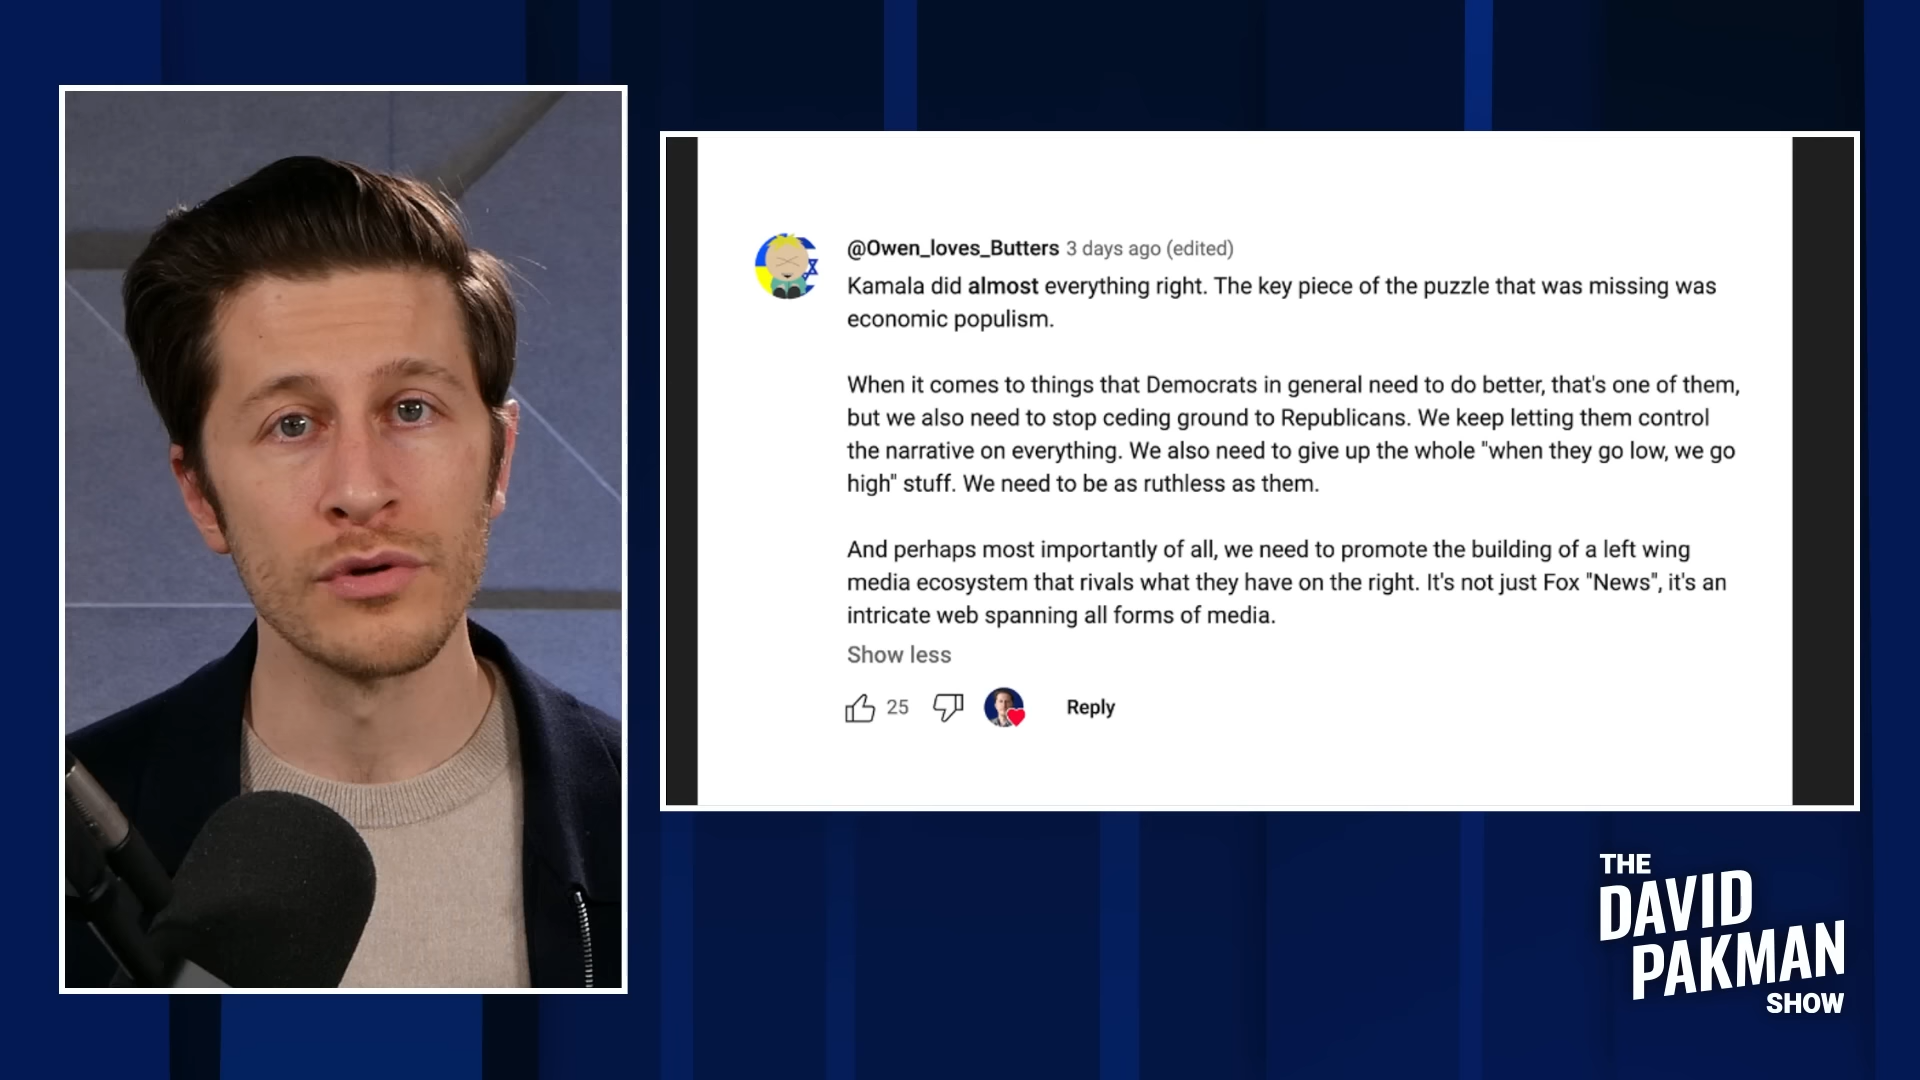 @Owen_loves_Butters 3 days ago (edited)
Kamala did almost everything right. The key piece of the puzzle that was missing was
economic populism.
When it comes to things that Democrats in general need to do better, that's one of them,
but we also need to stop ceding ground to Republicans. We keep letting them control
the narrative on everything. We also need to give up the whole "when they go low, we go
high" stuff. We need to be as ruthless as them.
And perhaps most importantly of all, we need to promote the building of a left wing
media ecosystem that rivals what they have on the right. It's not just Fox "News", it's an
intricate web spanning all forms of media.
Show less
25 Reply
THE
DAVID
PAKMAN
SHOW